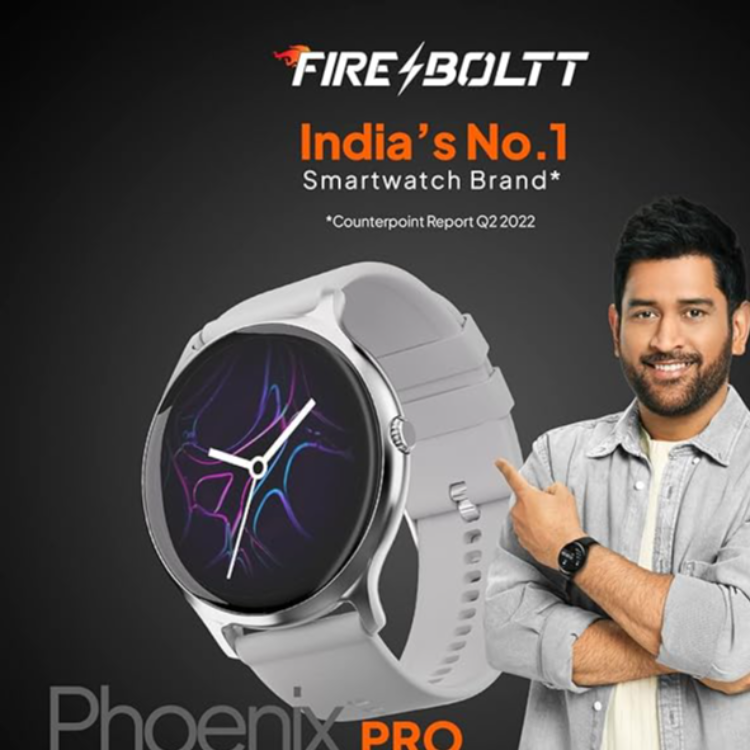 FIRE BOLTT
India's No.1
Smartwatch Brand*
*Counterpoint Report Q2 2022
Phoenix PRO